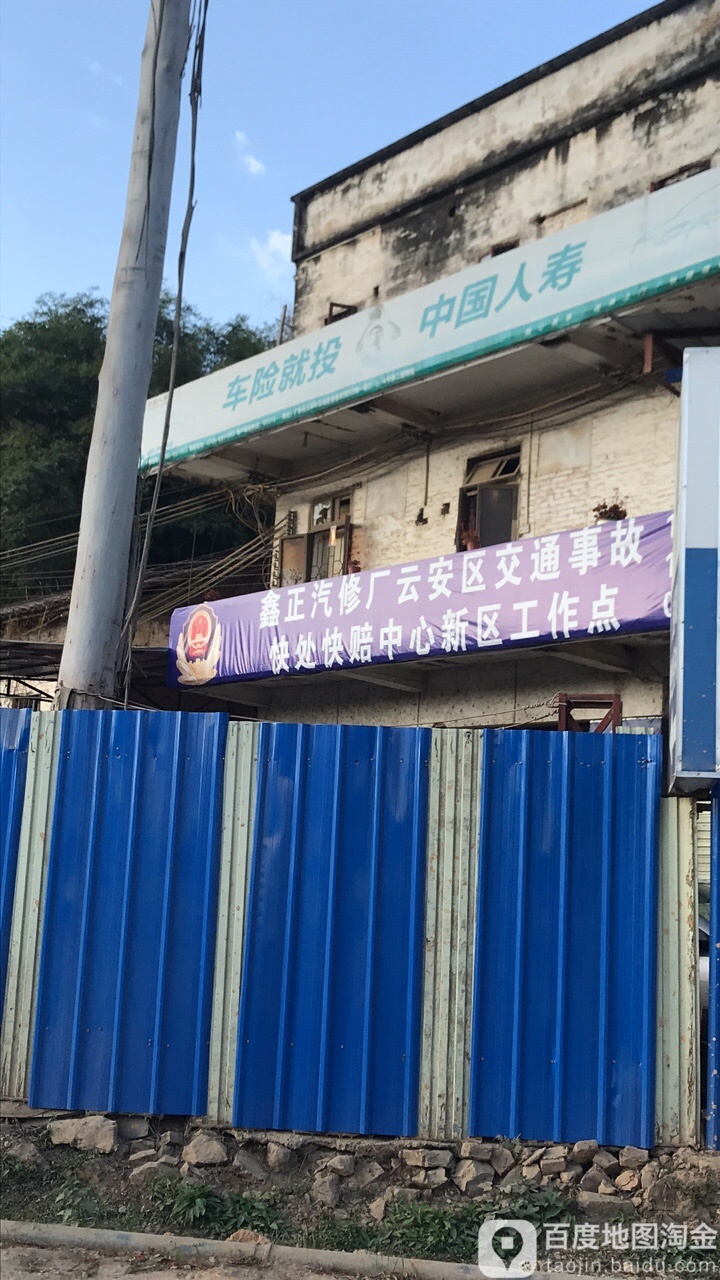 车险就投 中国人寿
鑫正汽修厂云安区交通事故
快处快赔中心新区工作点
百度地图淘金
taojin.baidu.com